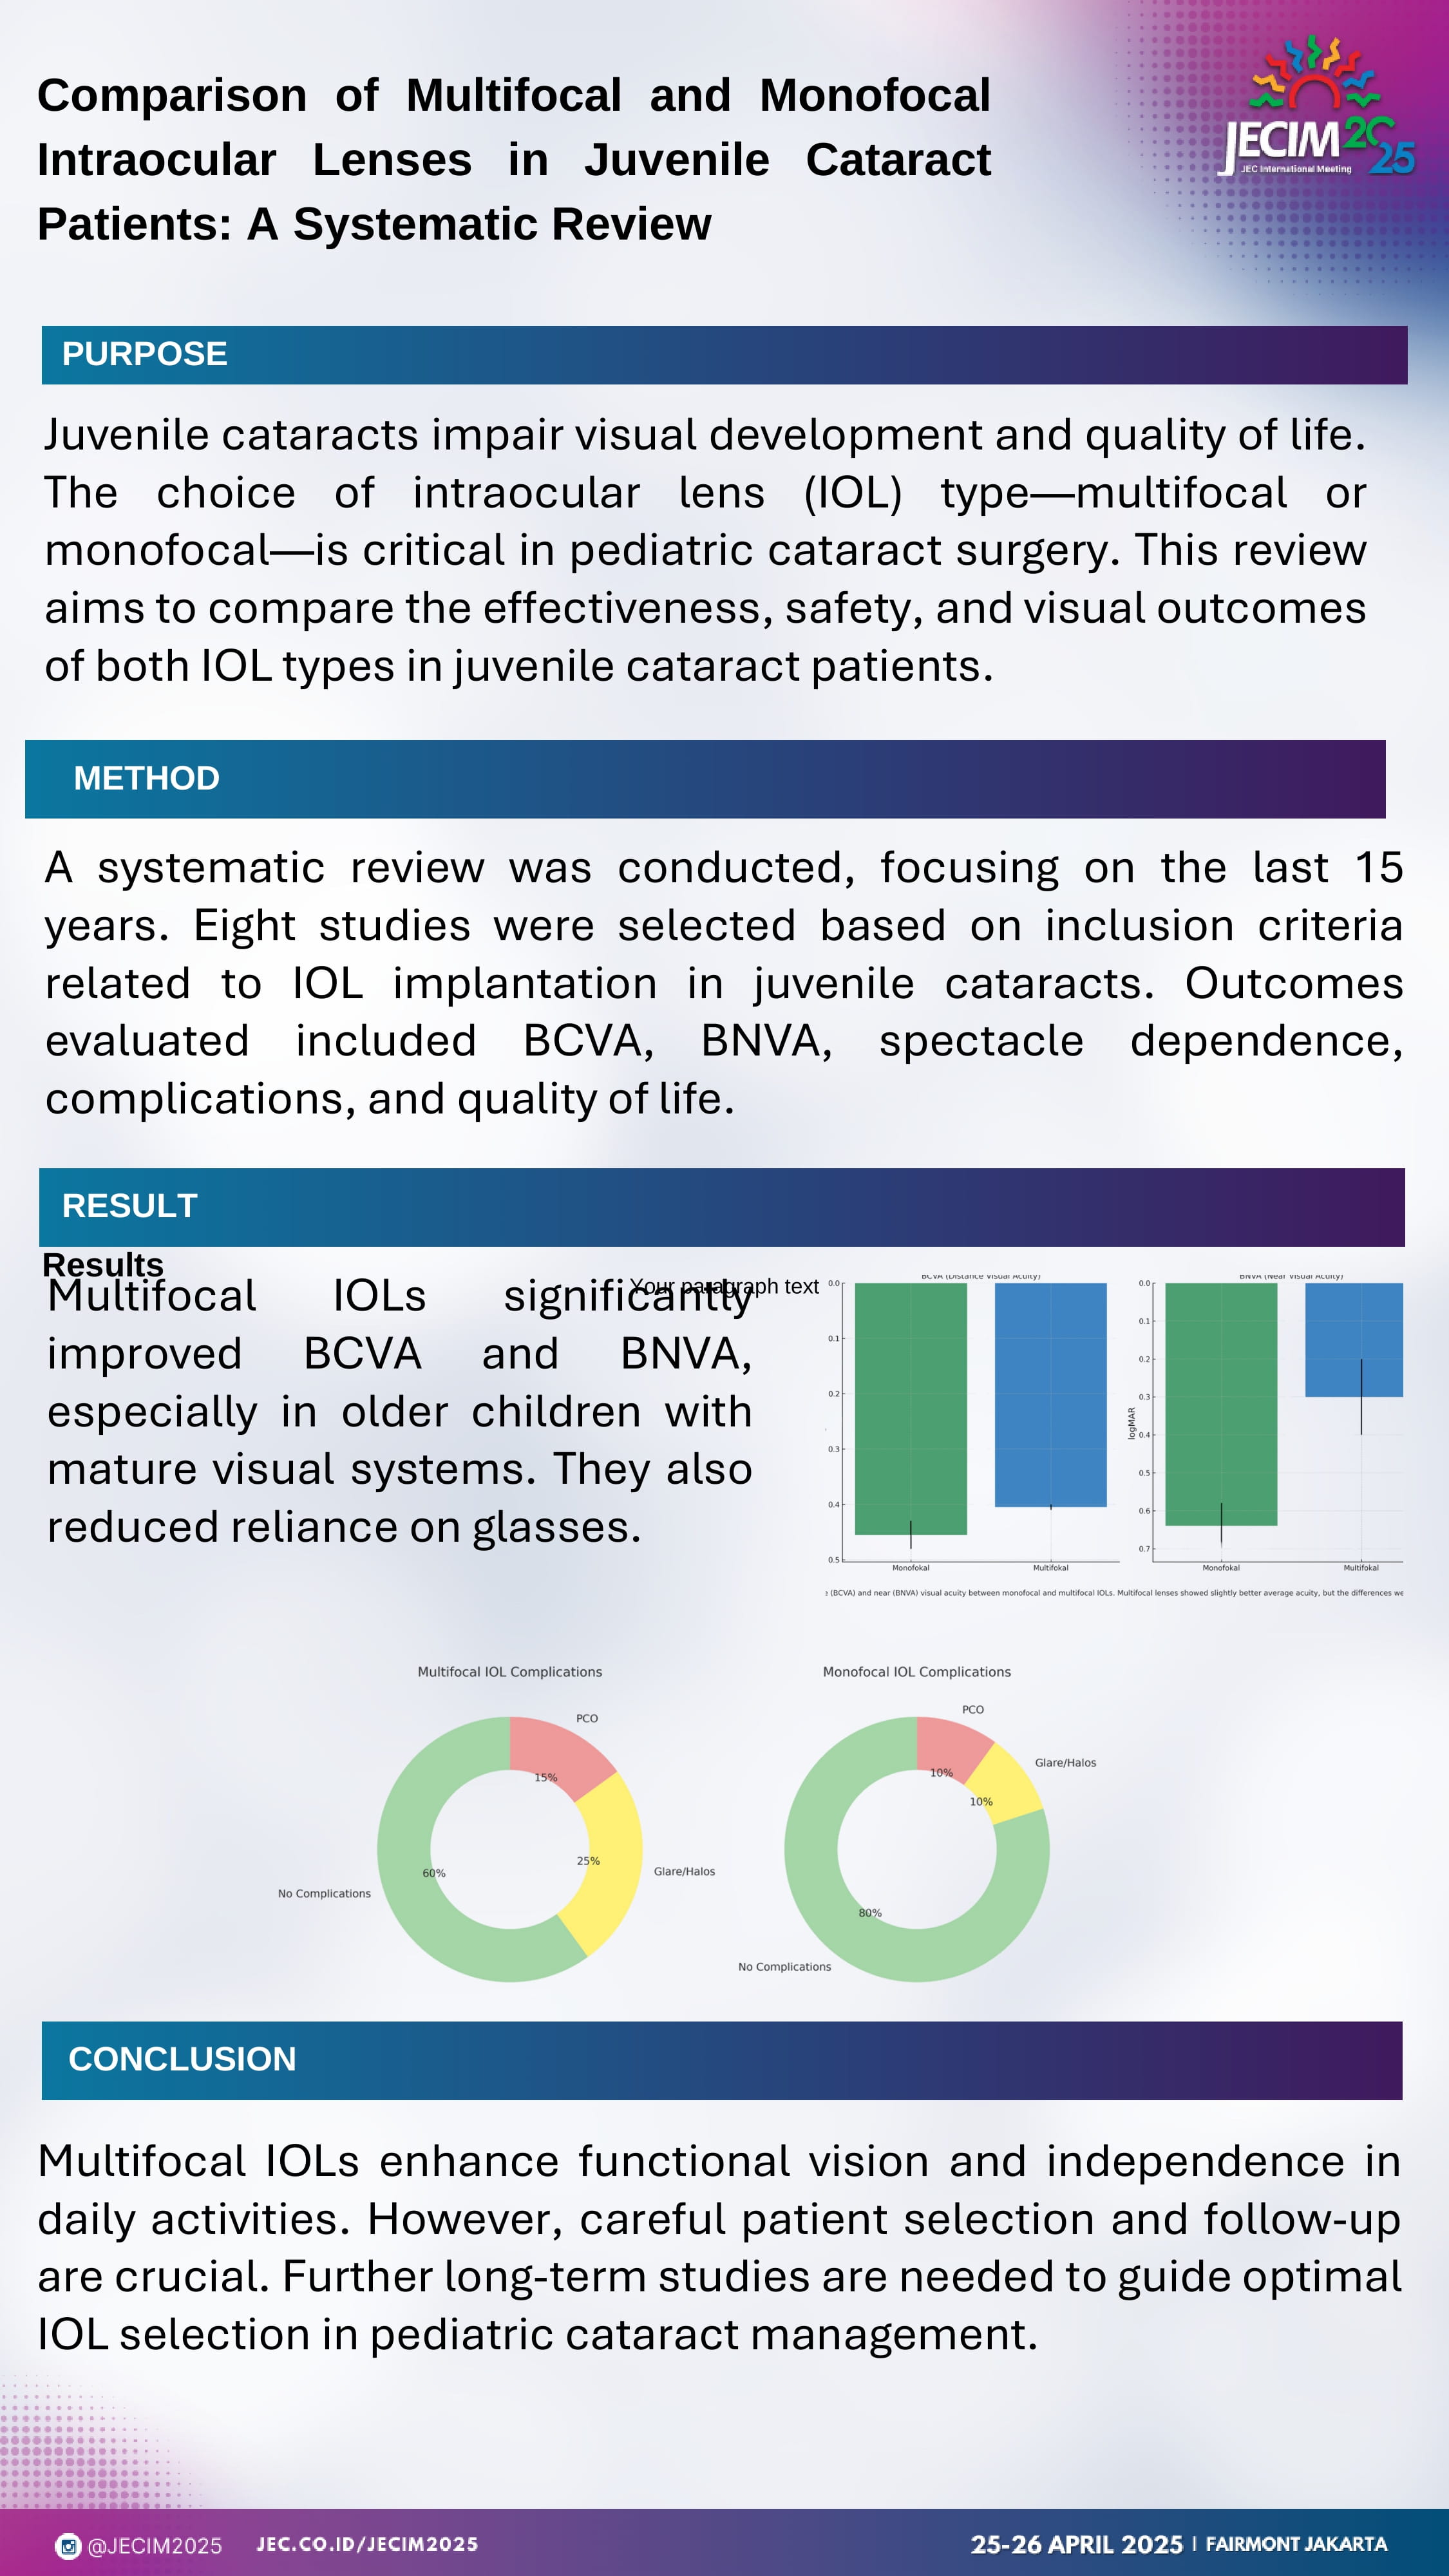 Comparison of Multifocal and Monofocal
Intraocular Lenses in Juvenile Cataract
Patients: A Systematic Review
JECIM 2025
JEC International Meeting
PURPOSE
Juvenile cataracts impair visual development and quality of life.
The choice of intraocular lens (IOL) type—multifocal or
monofocal—is critical in pediatric cataract surgery. This review
aims to compare the effectiveness, safety, and visual outcomes
of both IOL types in juvenile cataract patients.
METHOD
A systematic review was conducted, focusing on the last 15
years. Eight studies were selected based on inclusion criteria
related to IOL implantation in juvenile cataracts. Outcomes
evaluated included BCVA, BNVA, spectacle dependence,
complications, and quality of life.
RESULT
Results
Multifocal IOLs significantly
improved BCVA and BNVA,
especially in older children with
mature visual systems. They also
reduced reliance on glasses.
Your paragraph text
BCVA (Distance Visual Acuity)
0.0
0.1
0.2
0.3
0.4
0.5
Monofokal Multifokal
BNVA (Near Visual Acuity)
logMAR
0.0
0.1
0.2
0.3
0.4
0.5
0.6
0.7
Monofokal Multifokal
(BCVA) and near (BNVA) visual acuity between monofocal and multifocal IOLs. Multifocal lenses showed slightly better average acuity, but the differences we
Multifocal IOL Complications
PCO
15%
25%
Glare/Halos
60%
No Complications
Monofocal IOL Complications
PCO
10%
Glare/Halos
10%
80%
No Complications
CONCLUSION
Multifocal IOLs enhance functional vision and independence in
daily activities. However, careful patient selection and follow-up
are crucial. Further long-term studies are needed to guide optimal
IOL selection in pediatric cataract management.
@JECIM2025 JEC.CO.ID/JECIM2025 25-26 APRIL 2025 | FAIRMONT JAKARTA